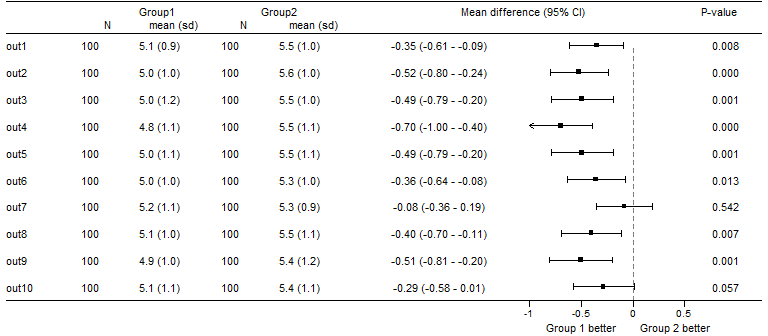 Group1 Group2 Mean difference (95% CI) P-value
N mean (sd) N mean (sd)
out1 100 5.1 (0.9) 100 5.5 (1.0) -0.35 (-0.61 - -0.09) 0.008
out2 100 5.0 (1.0) 100 5.6 (1.0) -0.52 (-0.80 - -0.24) 0.000
out3 100 5.0 (1.2) 100 5.5 (1.0) -0.49 (-0.79 - -0.20) 0.001
out4 100 4.8 (1.1) 100 5.5 (1.1) -0.70 (-1.00 - -0.40) 0.000
out5 100 5.0 (1.1) 100 5.5 (1.1) -0.49 (-0.79 - -0.20) 0.001
out6 100 5.0 (1.0) 100 5.3 (1.0) -0.36 (-0.64 - -0.08) 0.013
out7 100 5.2 (1.1) 100 5.3 (0.9) -0.08 (-0.36 - 0.19) 0.542
out8 100 5.1 (1.0) 100 5.5 (1.1) -0.40 (-0.70 - -0.11) 0.007
out9 100 4.9 (1.0) 100 5.4 (1.2) -0.51 (-0.81 - -0.20) 0.001
out10 100 5.1 (1.1) 100 5.4 (1.1) -0.29 (-0.58 - 0.01) 0.057
-1 -0.5 0 0.5
Group 1 better Group 2 better